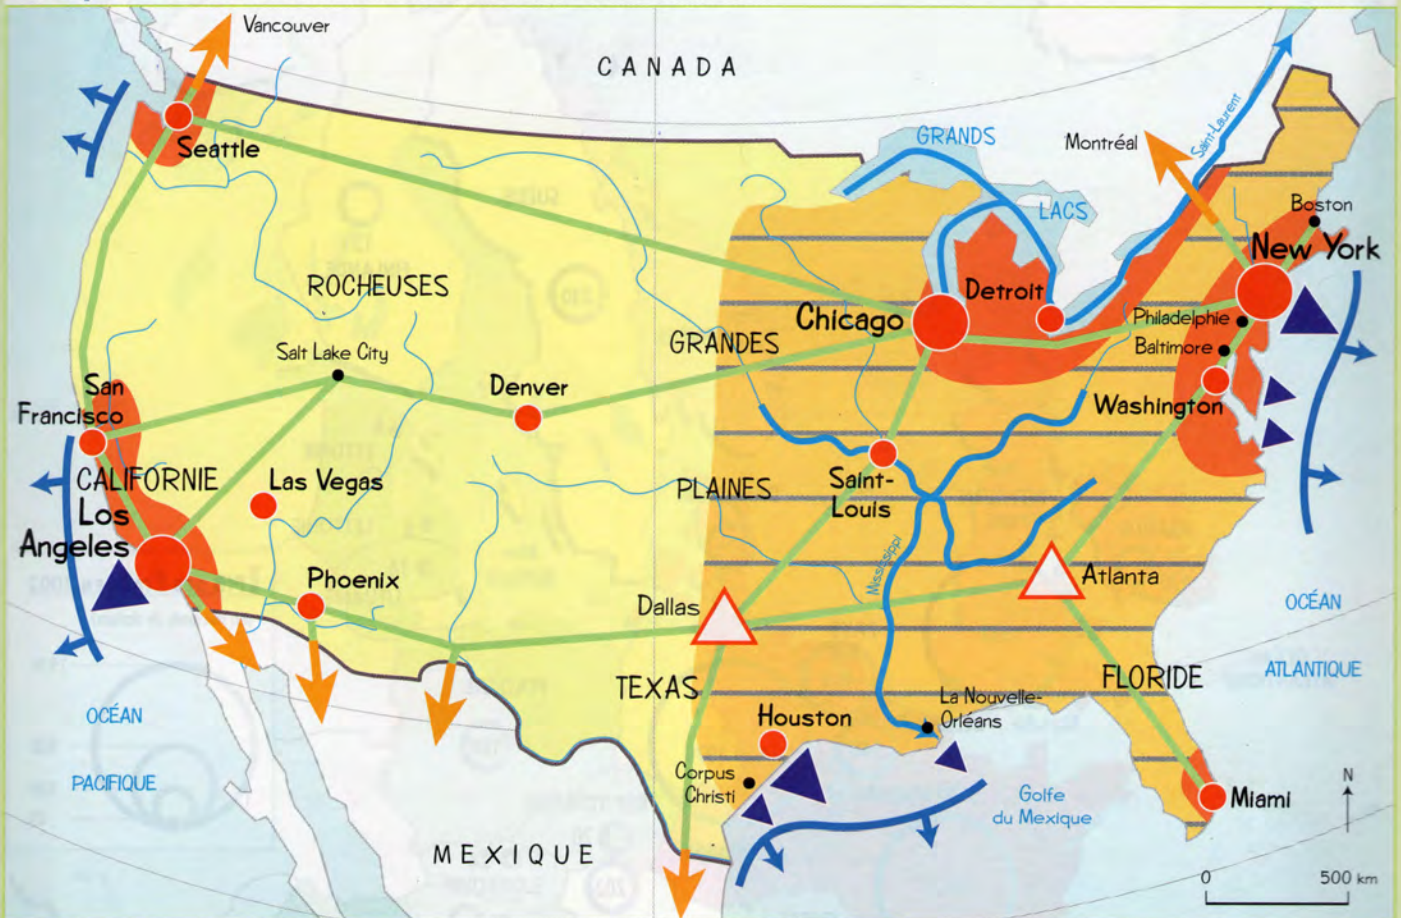 Vancouver
CANADA
Seattle
GRANDS
LACS
Montréal
Saint-Laurent
Boston
New York
ROCHEUSES
Detroit
Chicago
Philadelphie
Baltimore
GRANDES
Salt Lake City
Denver
San
Francisco
Washington
CALIFORNIE
Las Vegas
PLAINES
Saint-
Louis
Los
Angeles
Phoenix
Mississippi
Dallas
Atlanta
OCÉAN
ATLANTIQUE
TEXAS
FLORIDE
OCÉAN
PACIFIQUE
La Nouvelle-
Orléans
Houston
Corpus
Christi
Golfe
du Mexique
Miami
N
MEXIQUE
0 500 km